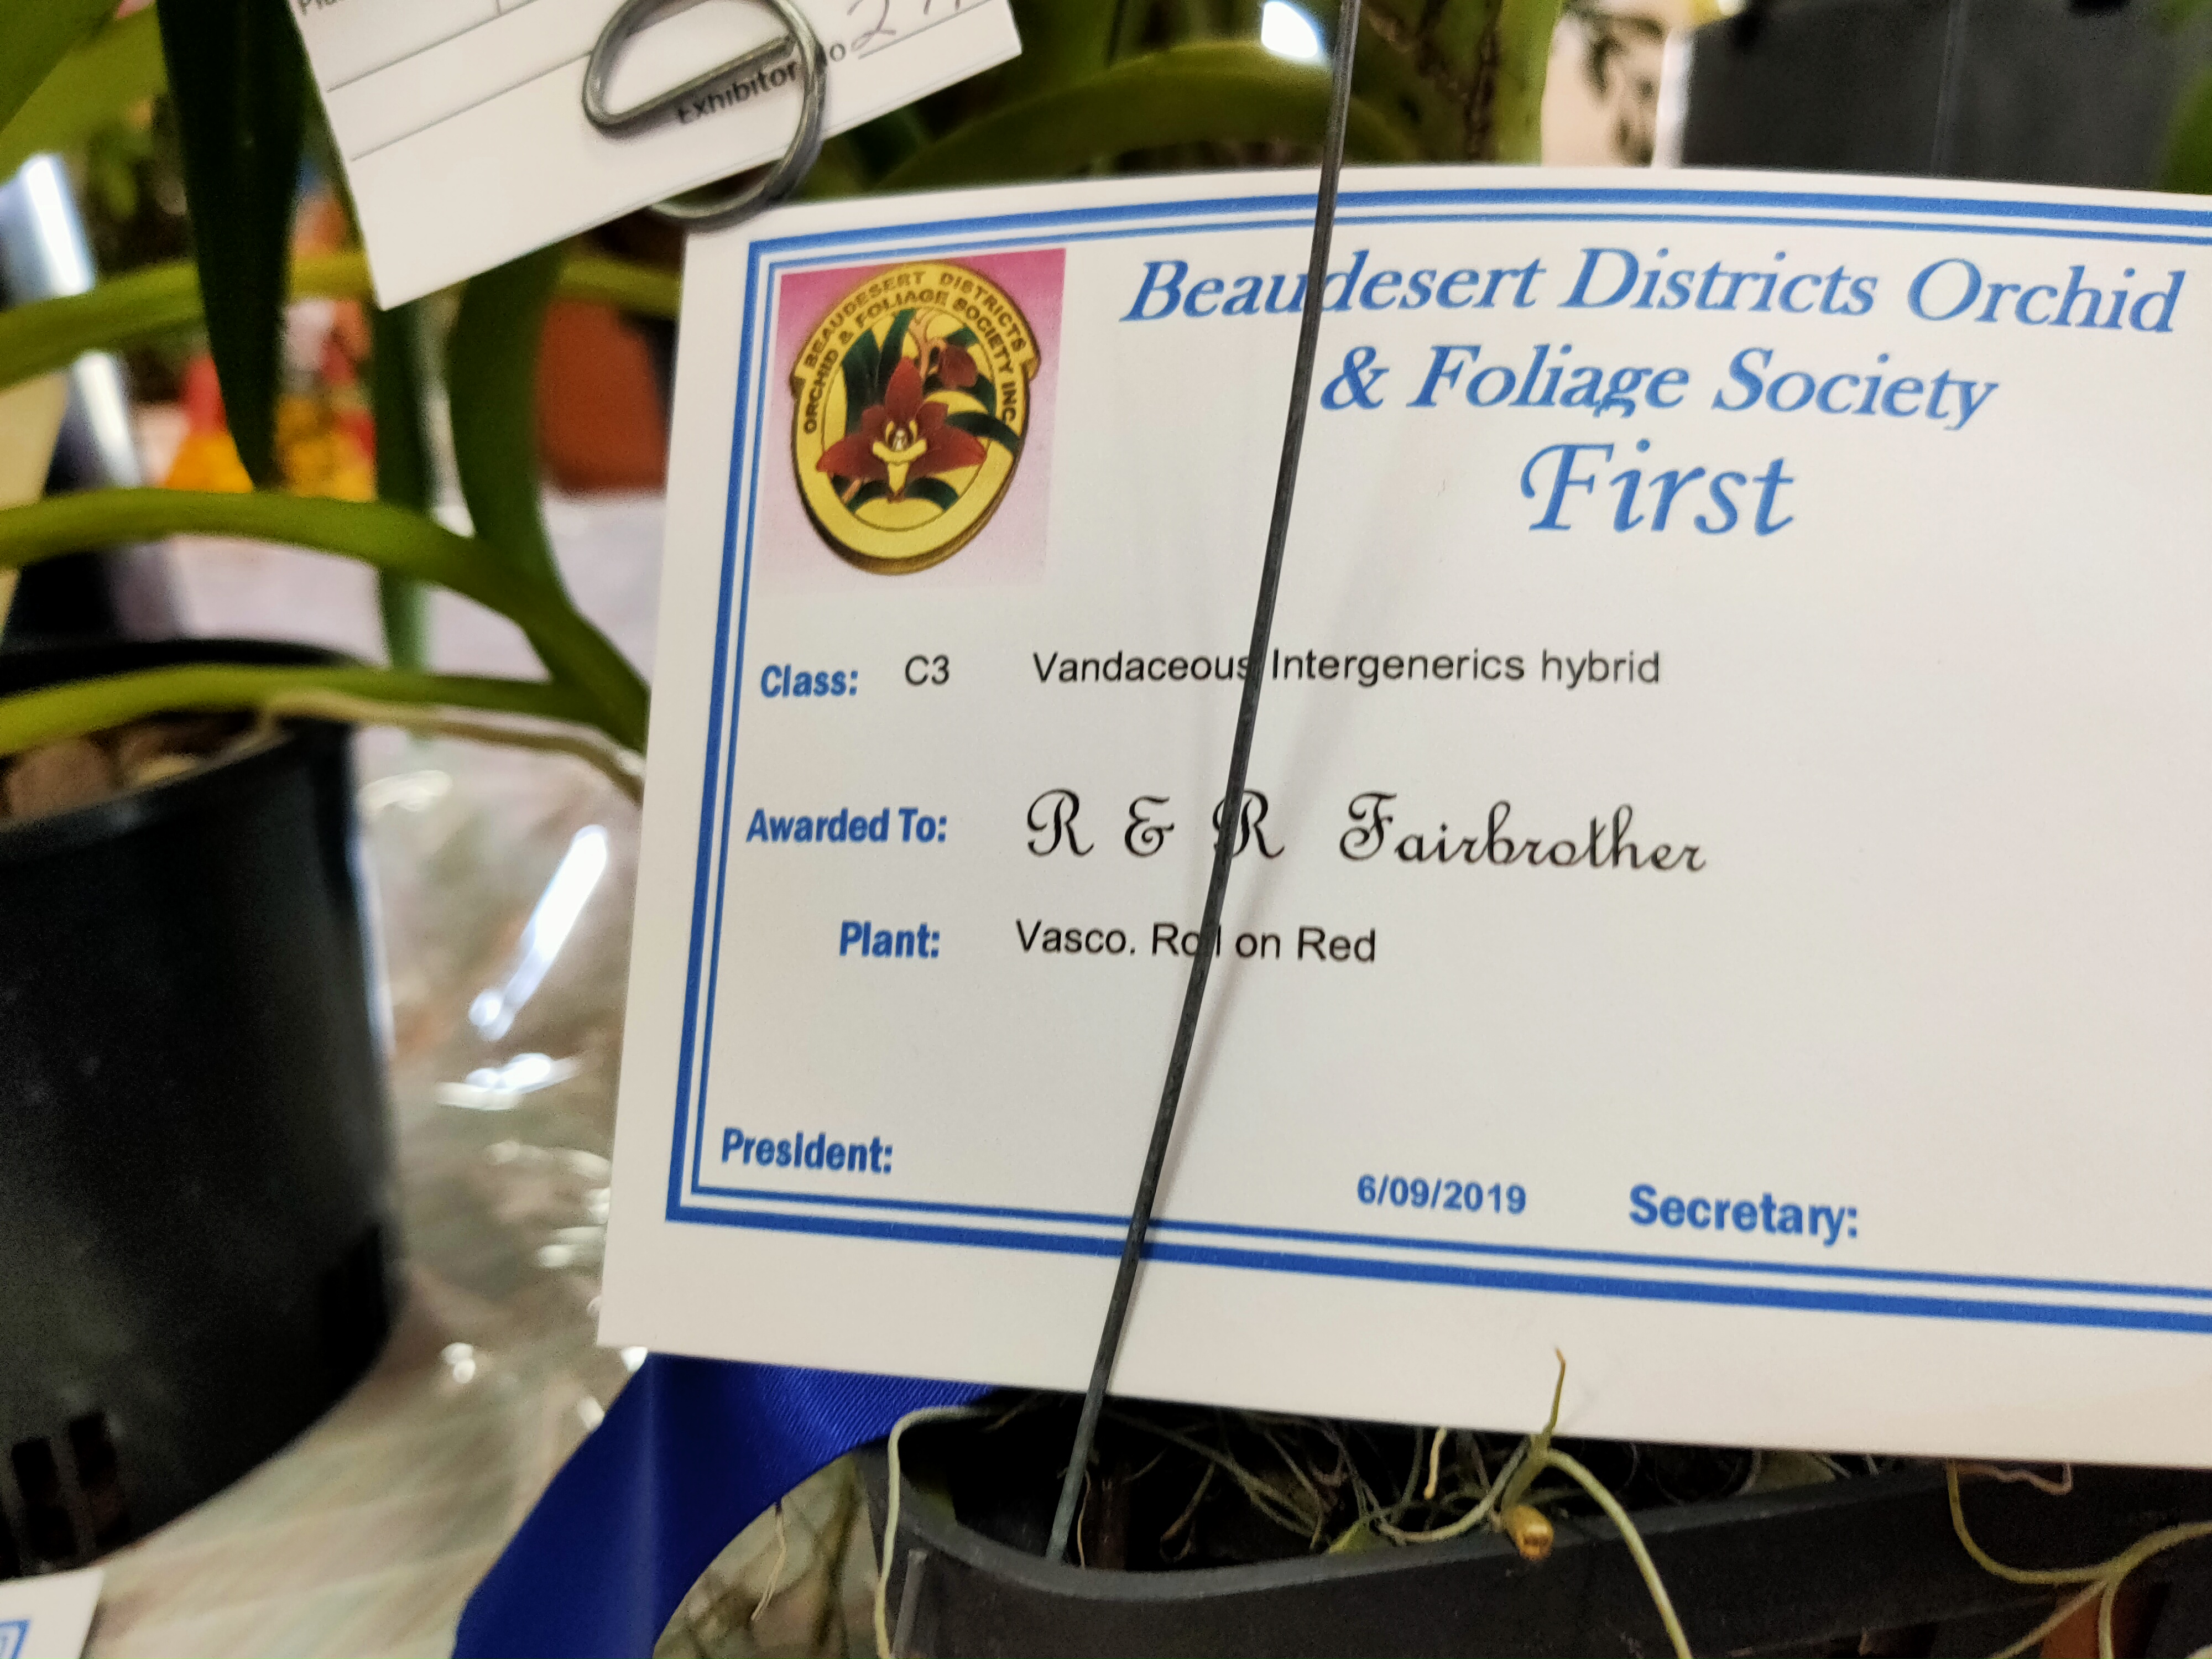 Exhibitor No
BEAUDESERT DISTRICTS
ORCHID & FOLIAGE SOCIETY INC.
Beaudesert Districts Orchid
& Foliage Society
First
Class: C3 Vandaceous Intergenerics hybrid
Awarded To: R & R Fairbrother
Plant: Vasco. Roll on Red
President:
6/09/2019 Secretary: